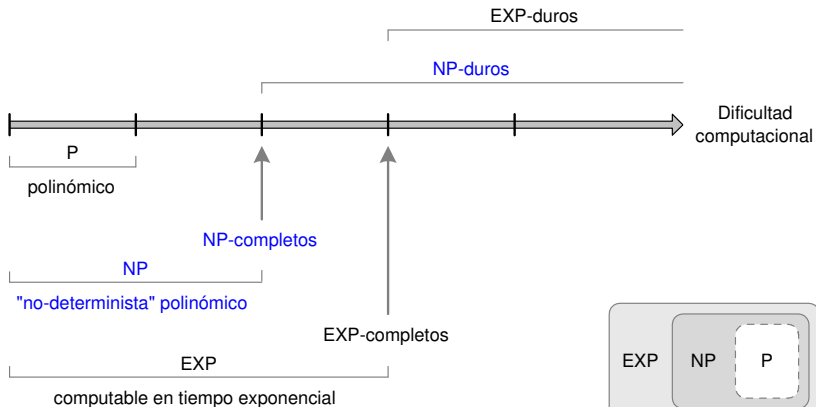 EXP-duros
NP-duros
Dificultad
computacional
P
polinómico
NP-completos
NP
"no-determinista" polinómico
EXP-completos
EXP
computable en tiempo exponencial
EXP NP P